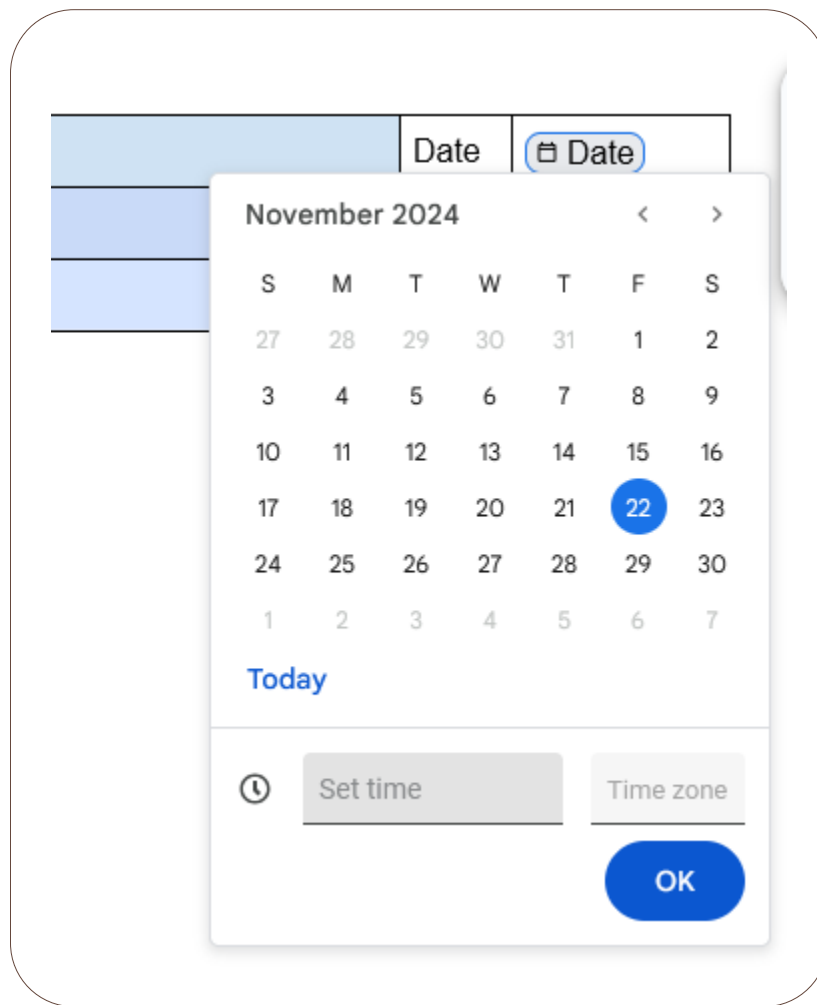 Date Date
November 2024 < >
S M T W T F S
27 28 29 30 31 1 2
3 4 5 6 7 8 9
10 11 12 13 14 15 16
17 18 19 20 21 22 23
24 25 26 27 28 29 30
1 2 3 4 5 6 7
Today
Set time Time zone
OK